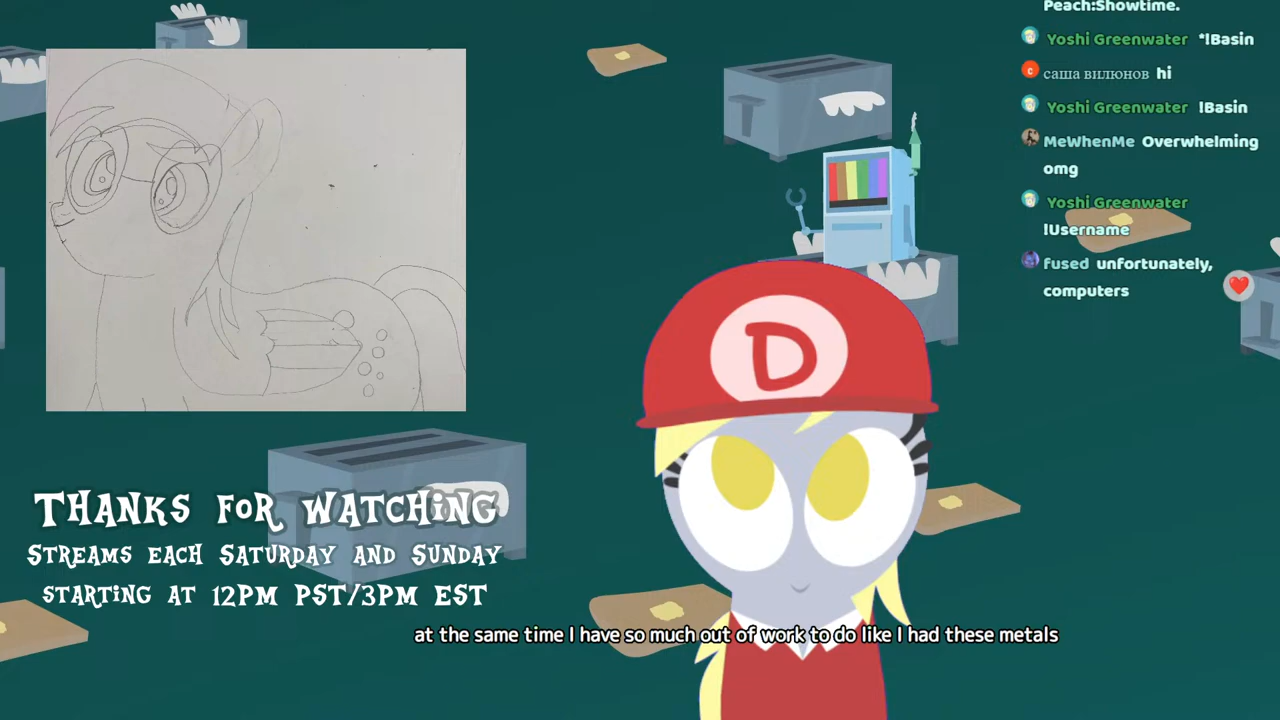 Peach:Showtime.
Yoshi Greenwater *!Basin
саша вилюнов hi
Yoshi Greenwater !Basin
MeWhenMe Overwhelming
omg
Yoshi Greenwater
!Username
fused unfortunately,
computers
D
THANKS FOR WATCHING
STREAMS EACH SATURDAY AND SUNDAY
STARTING AT 12PM PST/3PM EST
at the same time I have so much out of work to do like I had these metals